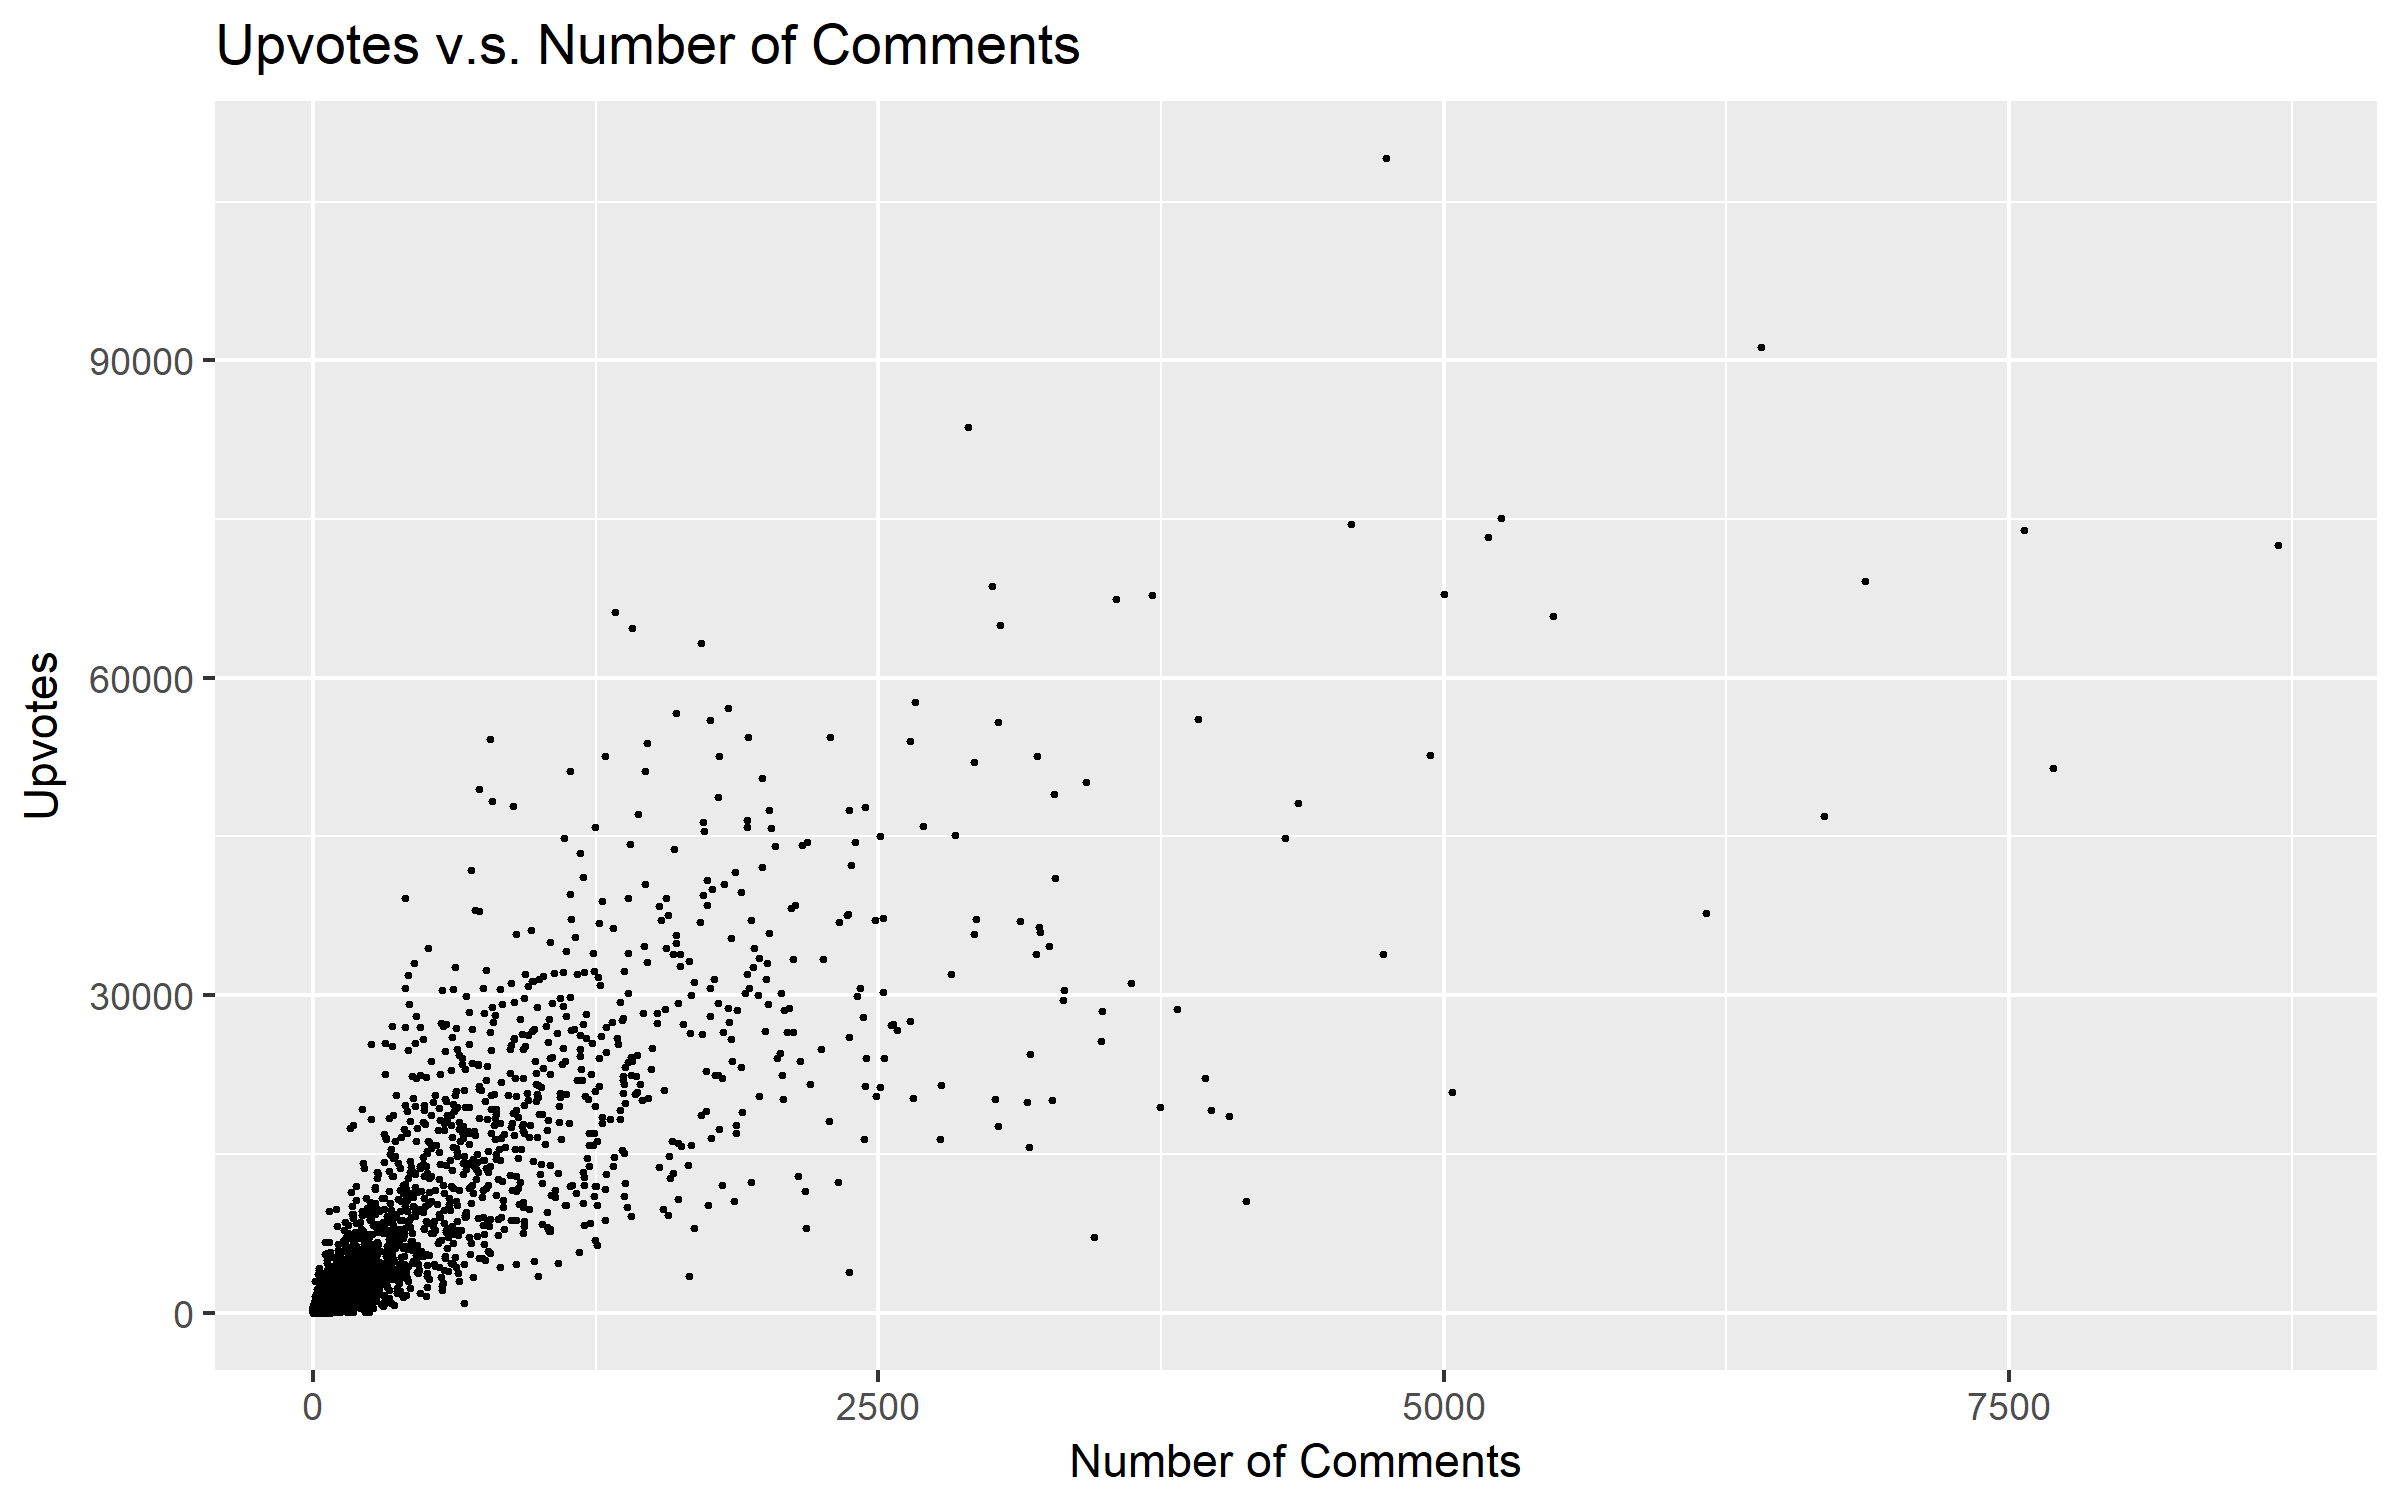 Upvotes v.s. Number of Comments
90000
60000
30000
0
Upvotes
0 2500 5000 7500
Number of Comments